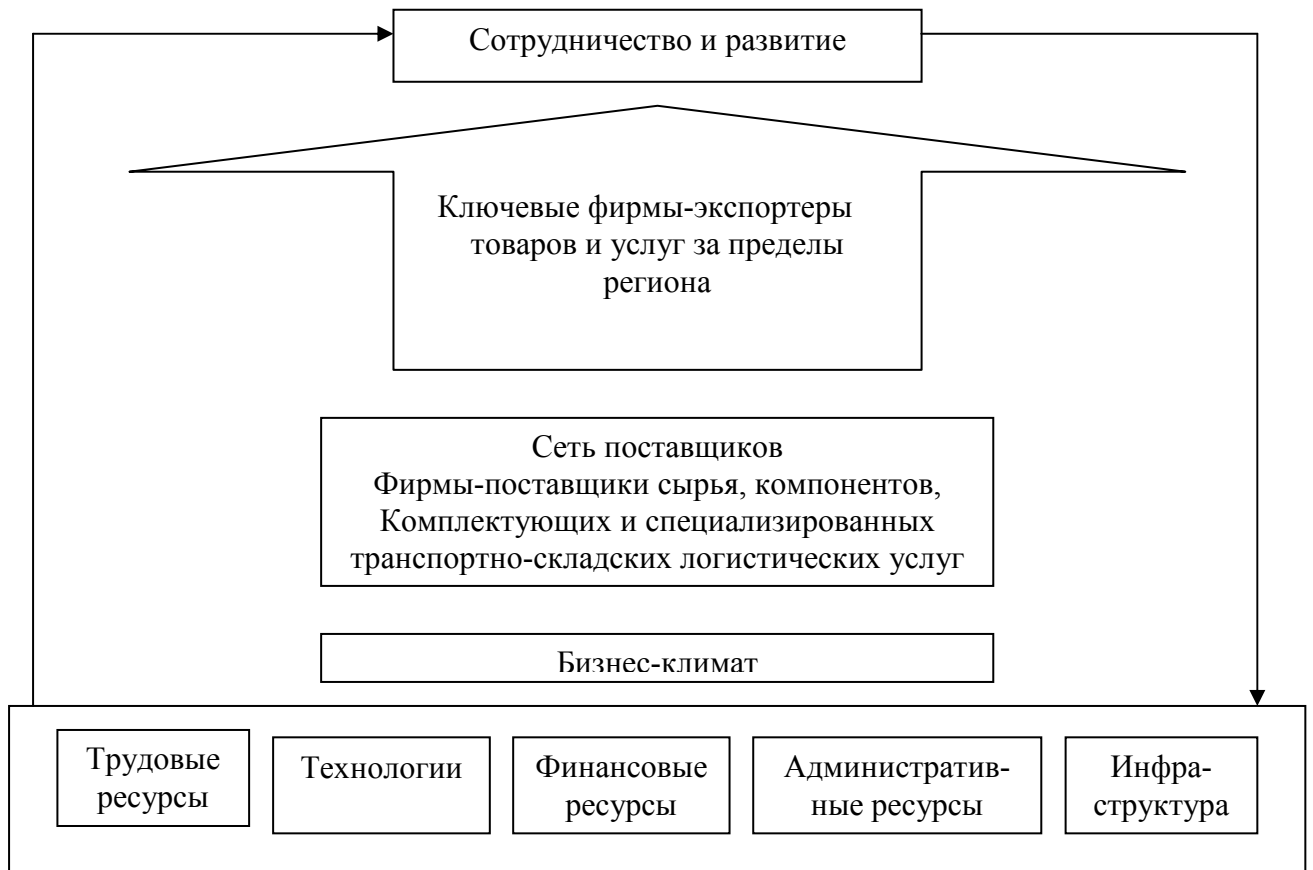 Сотрудничество и развитие
Ключевые фирмы-экспортеры
товаров и услуг за пределы
региона
Сеть поставщиков
Фирмы-поставщики сырья, компонентов,
Комплектующих и специализированных
транспортно-складских логистических услуг
Бизнес-климат
Трудовые
ресурсы
Технологии
Финансовые
ресурсы
Административ-
ные ресурсы
Инфра-
структура